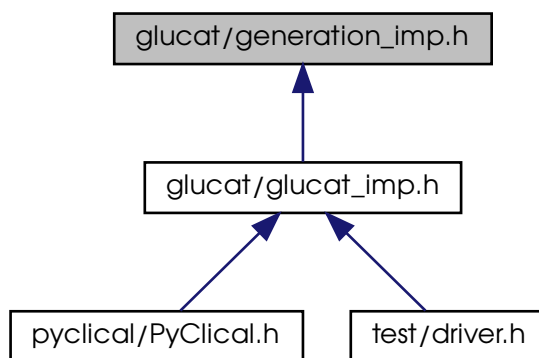 glucat/generation_imp.h
glucat/glucat_imp.h
pyclical/PyClical.h
test/driver.h